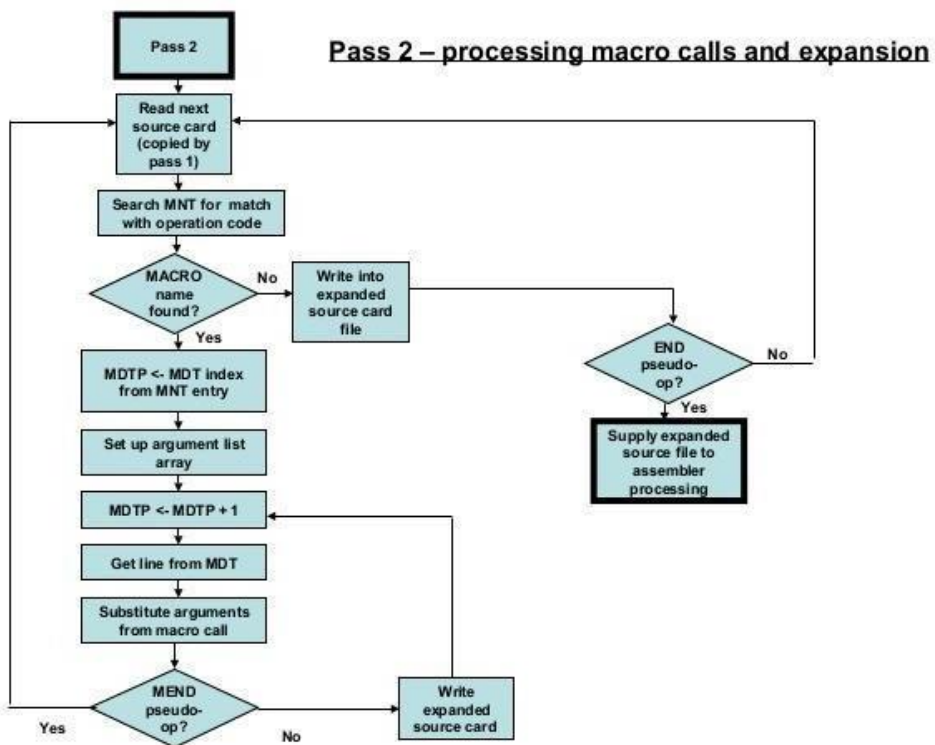 Pass 2
Pass 2 – processing macro calls and expansion
Read next
source card
(copied by
pass 1)
Search MNT for match
with operation code
MACRO
name
found?
No
Write into
expanded
source card
file
Yes
END
pseudo-
op?
No
Yes
Supply expanded
source file to
assembler
processing
MDTP <- MDT index
from MNT entry
Set up argument list
array
MDTP <- MDTP + 1
Get line from MDT
Substitute arguments
from macro call
MEND
pseudo-
op?
Yes
No
Write
expanded
source card